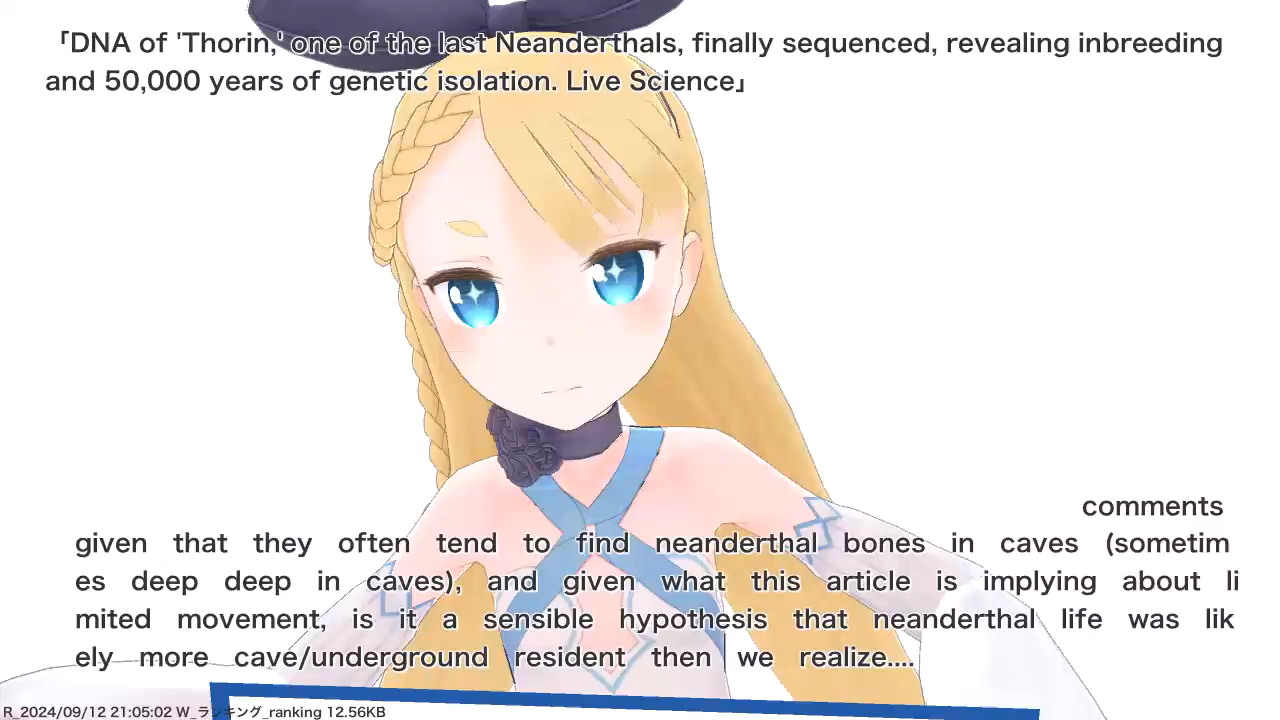 「DNA of 'Thorin,' one of the last Neanderthals, finally sequenced, revealing inbreeding
and 50,000 years of genetic isolation. Live Science」
comments
given that they often tend to find neanderthal bones in caves (sometim
es deep deep in caves), and given what this article is implying about li
mited movement, is it a sensible hypothesis that neanderthal life was lik
ely more cave/underground resident then we realize....
R_2024/09/12 21:05:02 W_ランキング_ranking 12.56KB